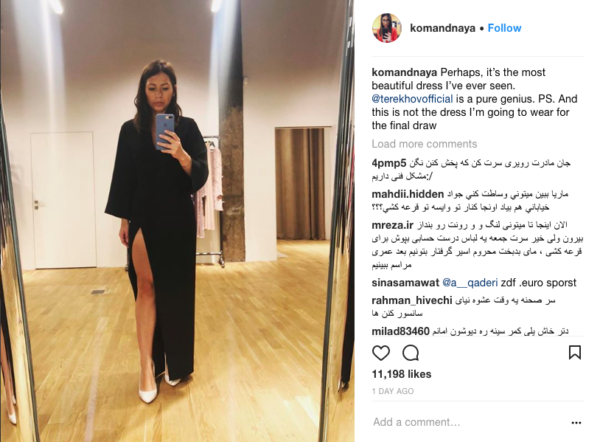 komandnaya • Follow
komandnaya Perhaps, it's the most
beautiful dress I've ever seen.
@terekhovofficial is a pure genius. PS. And
this is not the dress I'm going to wear for
the final draw
Load more comments
4pmp5 جان مادرت رویری سرت کن که پخش کنن نگن
مشکل فنی داریم:/
mahdii.hidden ماریا ببین میتونی وساطت کنی جواد
خیابانی هم بیاد اونجا کنار تو وایسه تو قرعه کشی؟؟؟
mreza.ir الان اینجا تا میتونی لنگ و و رونت رو بنداز
بیرون ولی خیر سرت جمعه یه لباس درست حسابی بپوش برای
قرعه کشی ، مای بدبخت محروم اسیر گرفتار بتونیم بعد عمری
مراسم ببینیم
sinasamawat @a__qaderi zdf .euro sporst
rahman_hivechi سر صحنه یه وقت عشوه نیای
سانسور کنن ها
milad83460 دتر خاش پلی کمر سینه ره دپوشون امانم
11,198 likes
1 DAY AGO
Add a comment…